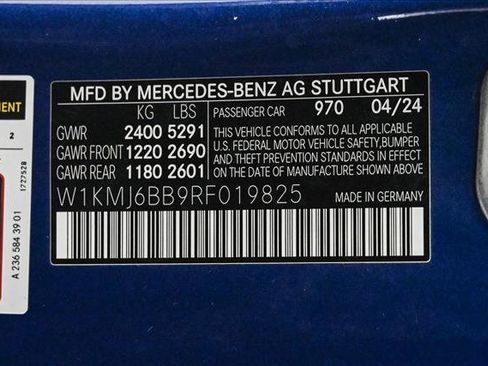 MFD BY MERCEDES-BENZ AG STUTTGART
KG LBS PASSENGER CAR 970 04/24
GVWR 2400 5291
GAWR FRONT 1220 2690
GAWR REAR 1180 2601
THIS VEHICLE CONFORMS TO ALL APPLICABLE
U.S. FEDERAL MOTOR VEHICLE SAFETY,BUMPER
AND THEFT PREVENTION STANDARDS IN EFFECT
ON THE DATE OF MANUFACTURE SHOWN ABOVE.
W1KMJ6BB9RF019825 MADE IN GERMANY
2
1727528
A 236 584 39 01